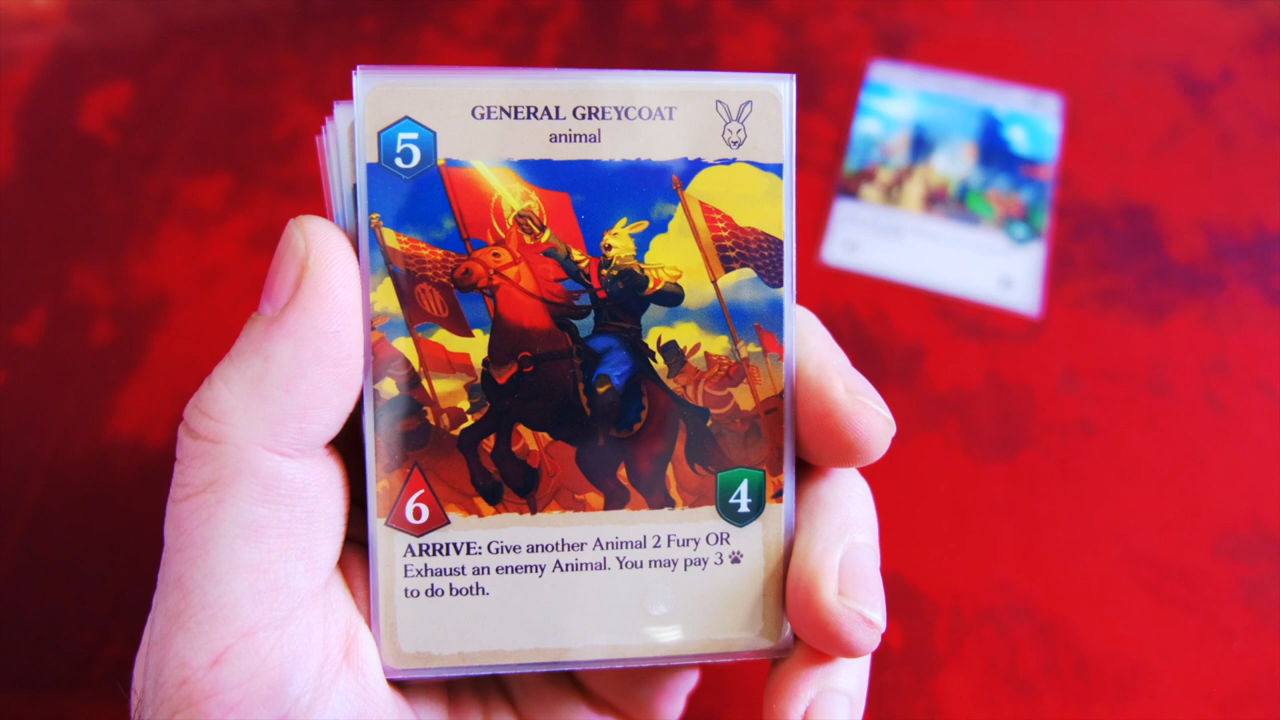 GENERAL GREYCOAT
animal
5
6
4
ARRIVE: Give another Animal 2 Fury OR
Exhaust an enemy Animal. You may pay 3
to do both.